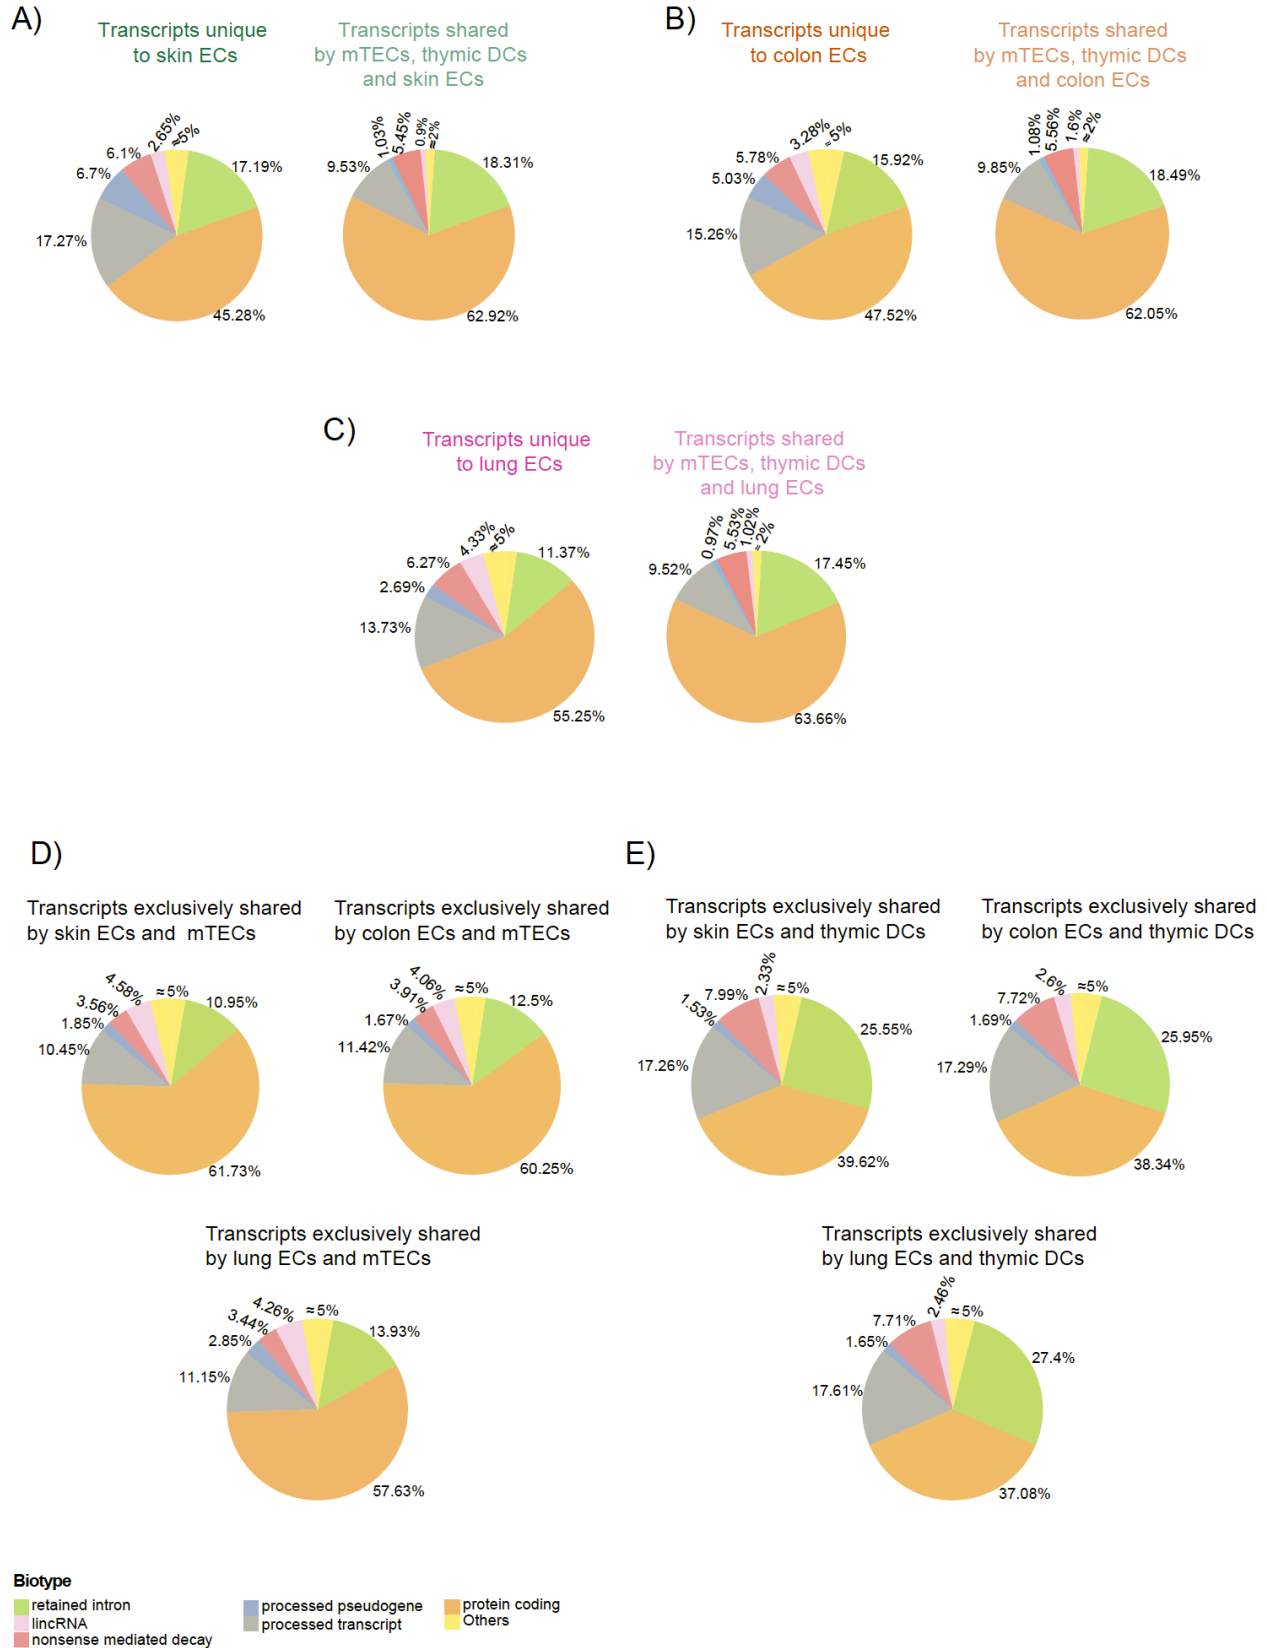 A)
Transcripts unique
to skin ECs
Transcripts shared
by mTECs, thymic DCs
and skin ECs
6.7%
6.1%
2.65%
≈5%
17.19%
17.27%
45.28%
9.53%
1.03%
5.45%
0.9%
≈2%
18.31%
62.92%
B)
Transcripts unique
to colon ECs
Transcripts shared
by mTECs, thymic DCs
and colon ECs
5.03%
5.78%
3.28%
≈5%
15.92%
15.26%
47.52%
9.85%
1.08%
5.56%
1.6%
≈2%
18.49%
62.05%
C)
Transcripts unique
to lung ECs
Transcripts shared
by mTECs, thymic DCs
and lung ECs
2.69%
6.27%
4.33%
≈5%
11.37%
13.73%
55.25%
9.52%
0.97%
5.53%
1.02%
≈2%
17.45%
63.66%
D)
Transcripts exclusively shared
by skin ECs and mTECs
Transcripts exclusively shared
by colon ECs and mTECs
10.45%
1.85%
3.56%
4.58%
≈5%
10.95%
61.73%
11.42%
1.67%
3.91%
4.06%
≈5%
12.5%
60.25%
Transcripts exclusively shared
by lung ECs and mTECs
11.15%
2.85%
3.44%
4.26%
≈5%
13.93%
57.63%
E)
Transcripts exclusively shared
by skin ECs and thymic DCs
Transcripts exclusively shared
by colon ECs and thymic DCs
17.26%
1.53%
7.99%
2.33%
≈5%
25.55%
39.62%
17.29%
1.69%
7.72%
2.6%
≈5%
25.95%
38.34%
Transcripts exclusively shared
by lung ECs and thymic DCs
17.61%
1.65%
7.71%
2.46%
≈5%
27.4%
37.08%
Biotype
retained intron
lincRNA
nonsense mediated decay
processed pseudogene
processed transcript
protein coding
Others